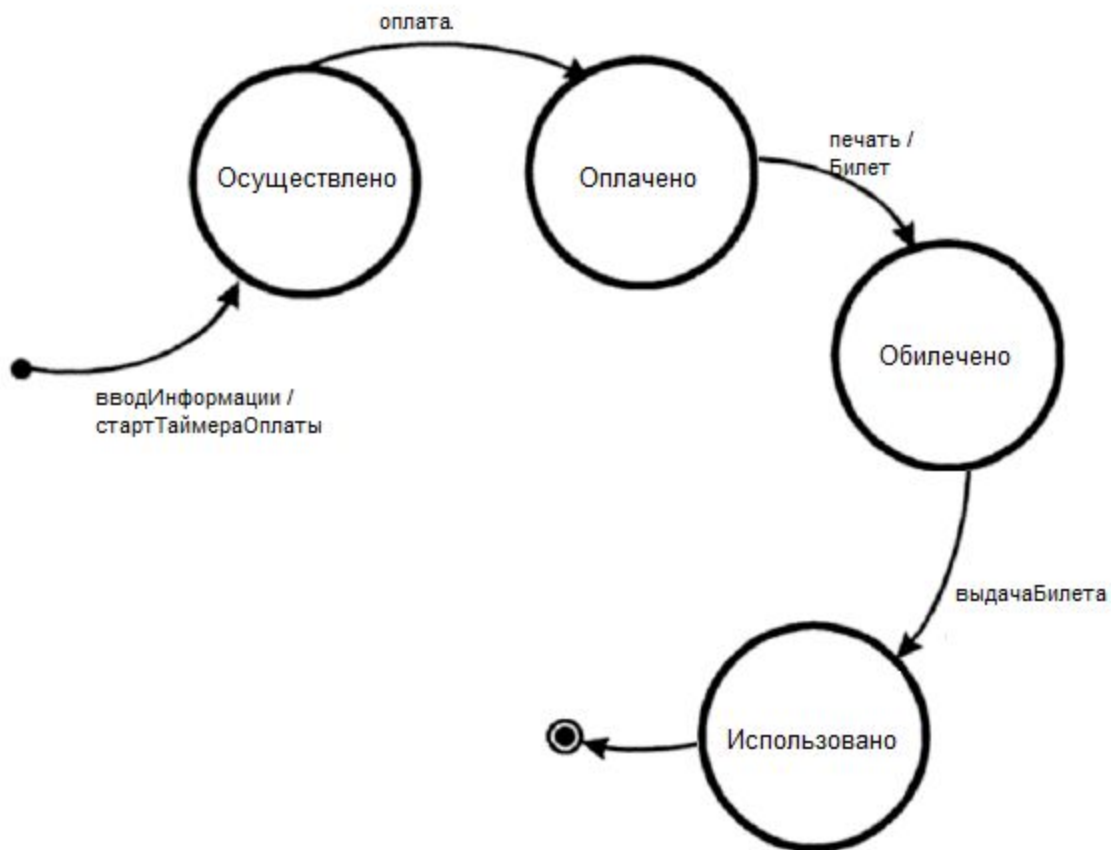 оплата.
Осуществлено
Оплачено
печать /
Билет
Обилечено
вводИнформации /
стартТаймераОплаты
выдачаБилета
Использовано